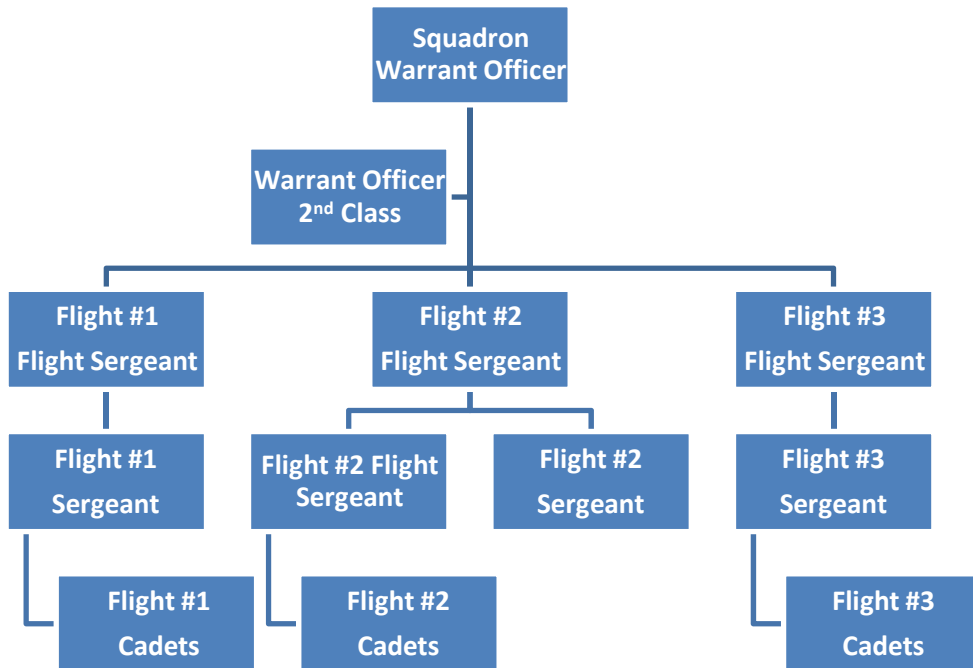 Squadron
Warrant Officer
Warrant Officer
2nd Class
Flight #1
Flight Sergeant
Flight #2
Flight Sergeant
Flight #3
Flight Sergeant
Flight #1
Sergeant
Flight #2 Flight
Sergeant
Flight #2
Sergeant
Flight #3
Sergeant
Flight #1
Cadets
Flight #2
Cadets
Flight #3
Cadets